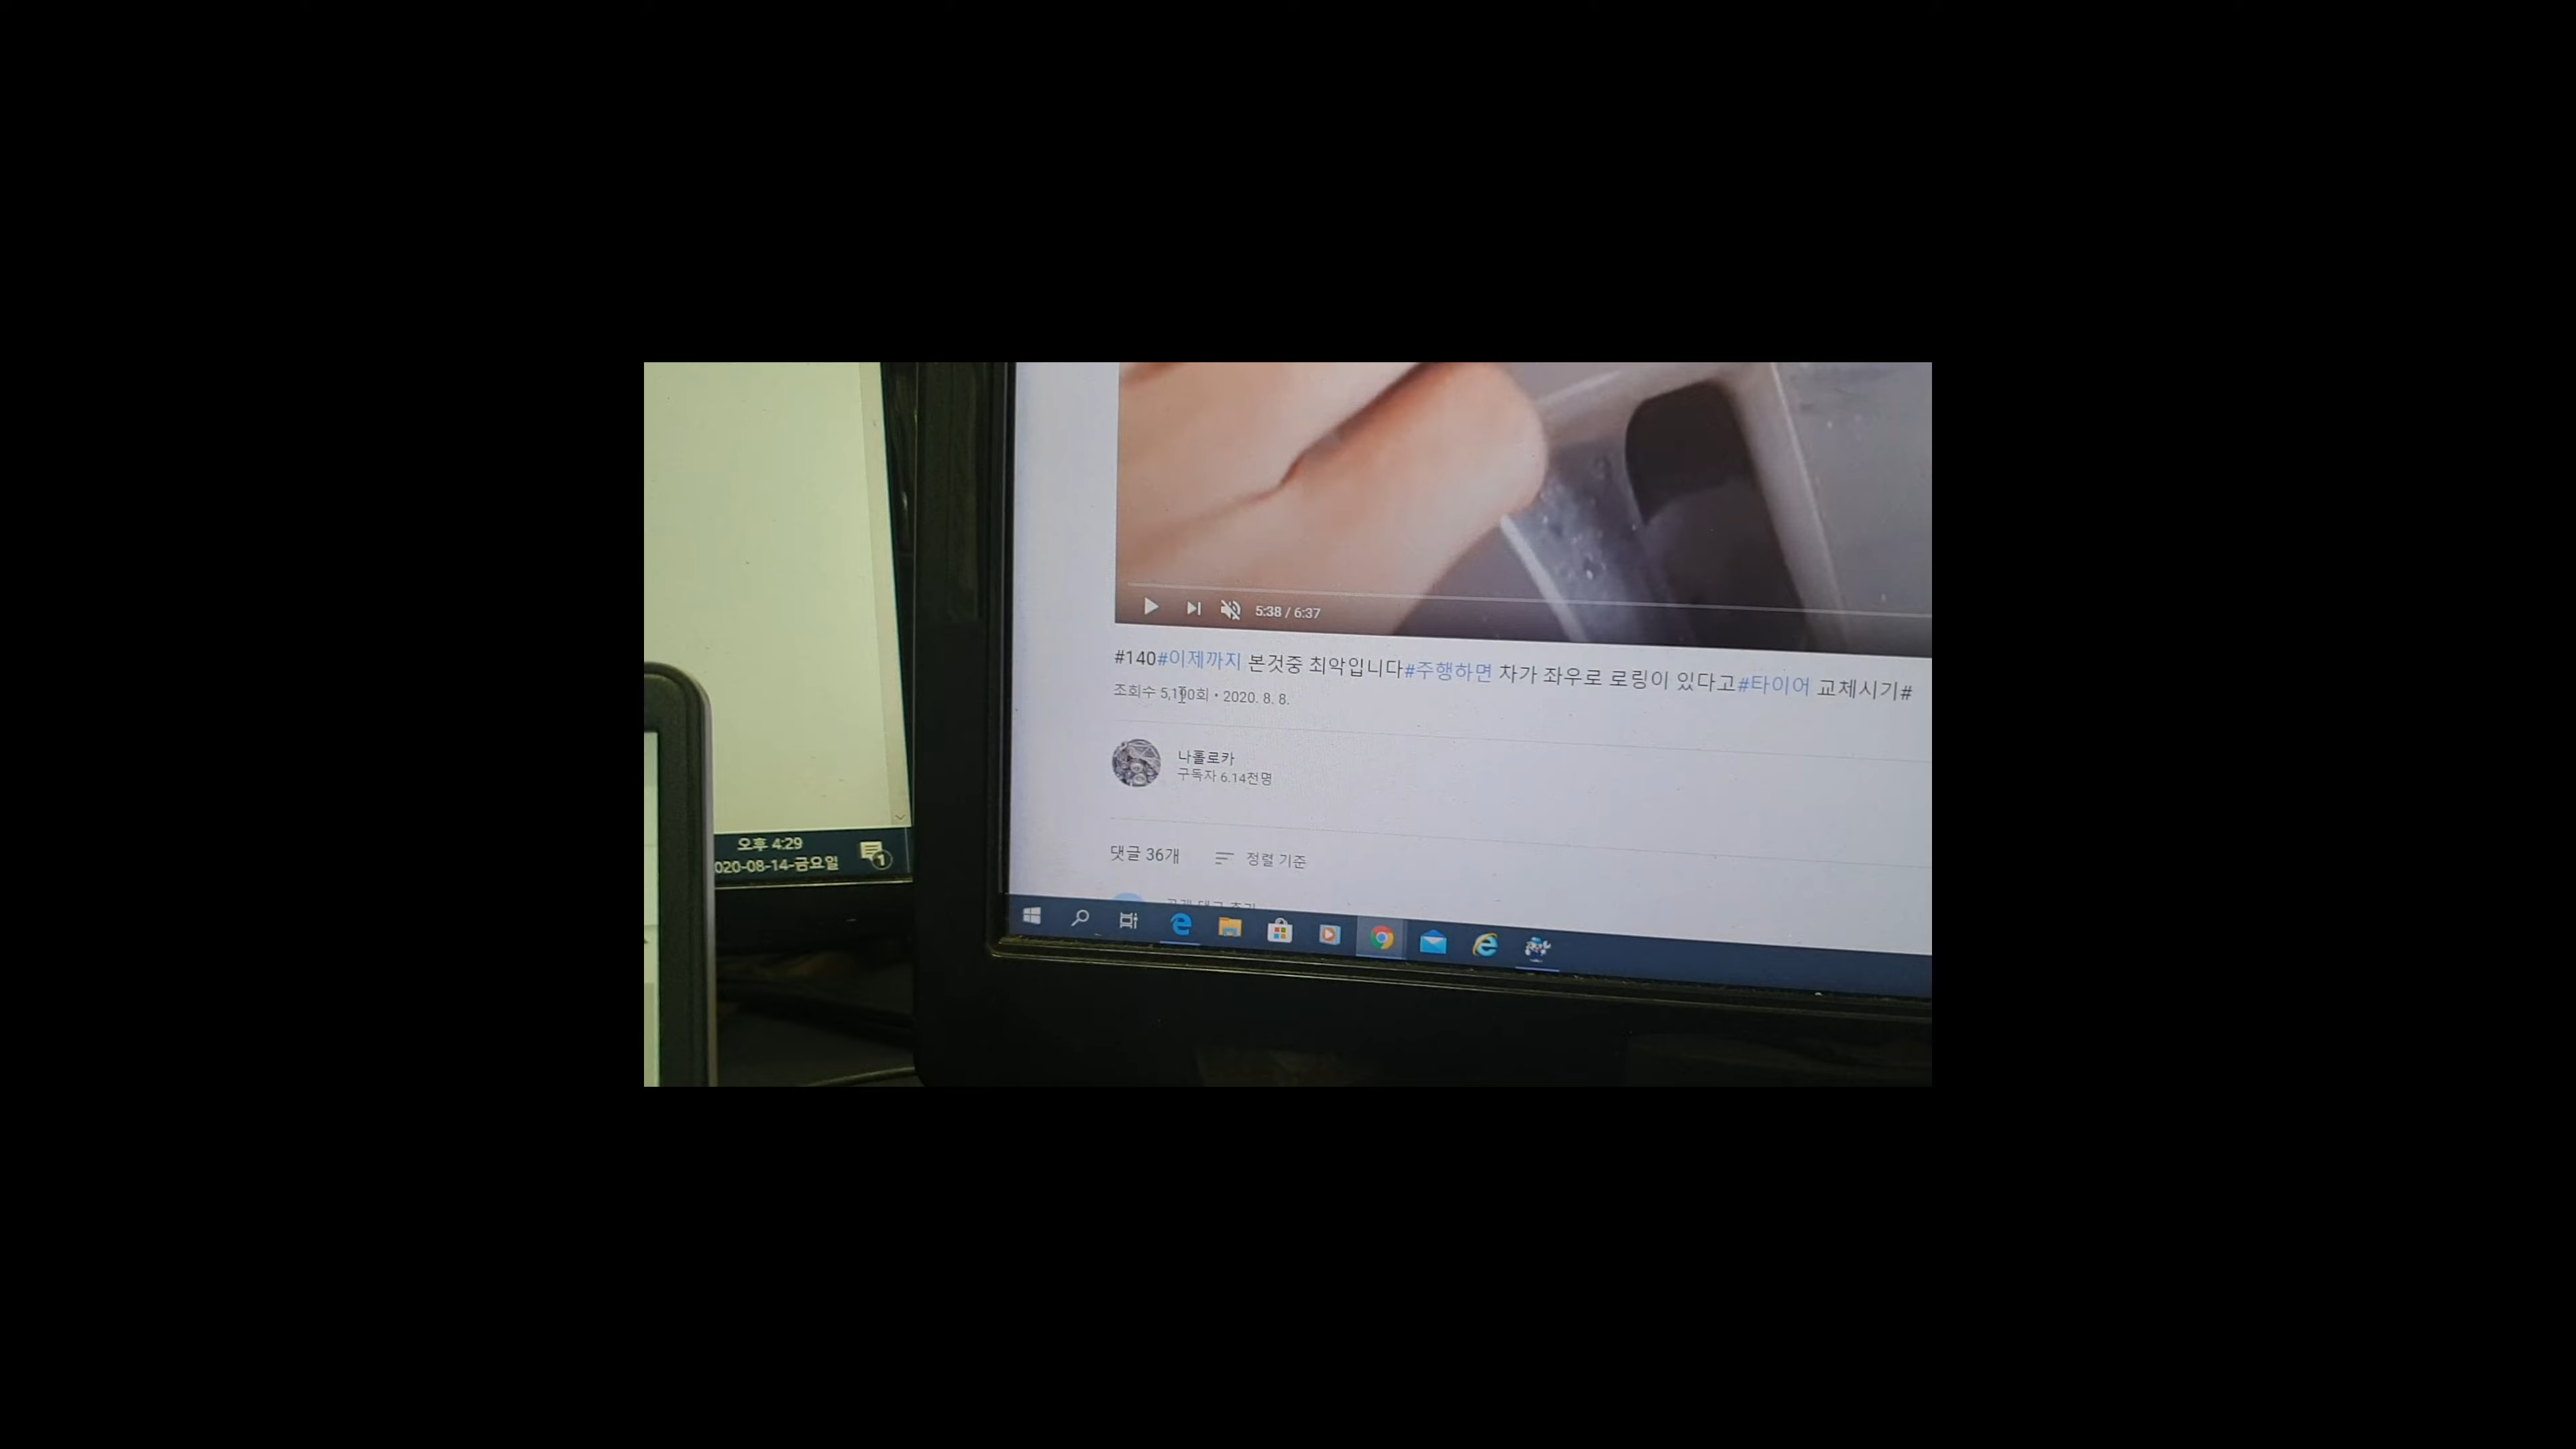 5:38 / 6:37
#140#이제까지 본것중 최악입니다#주행하면 차가 좌우로 로링이 있다고#타이어 교체시기#
조회수 회 • 2020. 8. 8.
나홀로카
구독자 6.14천명
댓글 36개 정렬 기준
오후 4:29
020-08-14-금요일
1